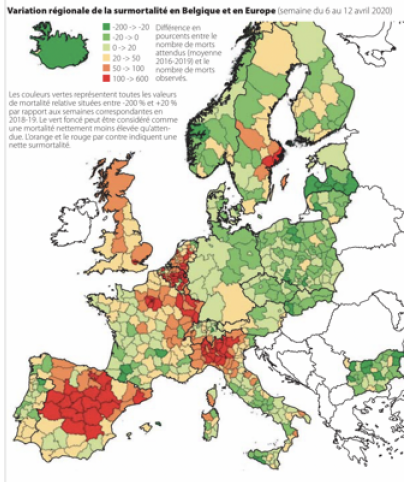 Variation régionale de la surmortalité en Belgique et en Europe (semaine du 6 au 12 avril 2020)
-200 -> -20
-20 -> 0
0 -> 20
20 -> 50
50 -> 100
100 -> 600
Différence en
pourcents entre le
nombre de morts
attendus (moyenne
2016-2019) et le
nombre de morts
observés.
Les couleurs vertes représentent toutes les valeurs
de mortalité relative situées entre -200 % et +20 %
par rapport aux semaines correspondantes en
2018-19. Le vert foncé peut être considéré comme
une mortalité nettement moins élevée qu'atten-
due. L'orange et le rouge par contre indiquent une
nette surmortalité.